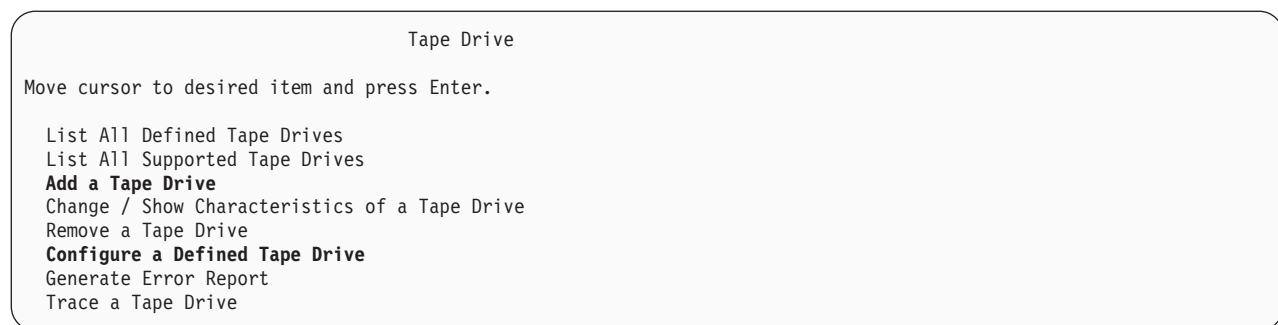 Tape Drive
Move cursor to desired item and press Enter.
List All Defined Tape Drives
List All Supported Tape Drives
Add a Tape Drive
Change / Show Characteristics of a Tape Drive
Remove a Tape Drive
Configure a Defined Tape Drive
Generate Error Report
Trace a Tape Drive